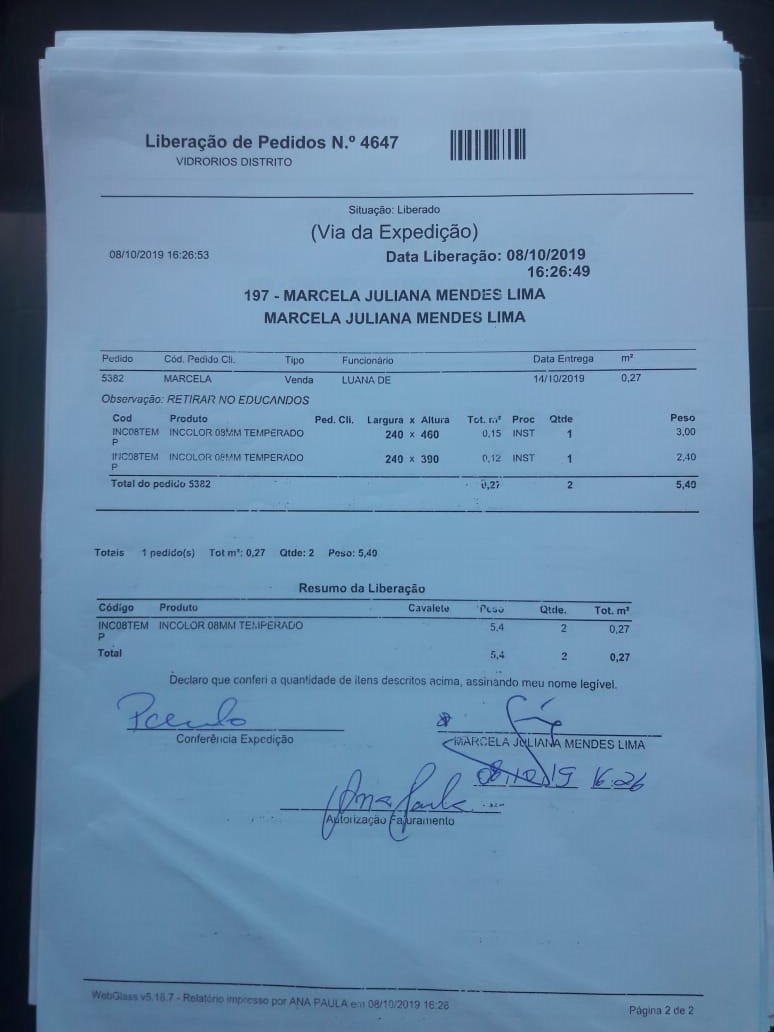 Liberação de Pedidos N.º 4647
VIDRORIOS DISTRITO
Situação: Liberado
(Via da Expedição)
08/10/2019 16:26:53 Data Liberação: 08/10/2019
16:26:49
197 - MARCELA JULIANA MENDES LIMA
MARCELA JULIANA MENDES LIMA
Pedido Cód. Pedido Cli. Tipo Funcionário Data Entrega m²
5382 MARCELA Venda LUANA DE 14/10/2019 0,27
Observação: RETIRAR NO EDUCANDOS
Cod Produto Ped. Cli. Largura x Altura Tot. m² Proc Qtde Peso
INC08TEM INCOLOR 08MM TEMPERADO 240 x 460 0,15 INST 1 3,00
P
INC08TEM INCOLOR 08MM TEMPERADO 240 x 390 0,12 INST 1 2,40
P
Total do pedido 5382 0,27 2 5,40
Totais 1 pedido(s) Tot m²: 0,27 Qtde: 2 Peso: 5,40
Resumo da Liberação
Código Produto Cavalete Peso Qtde. Tot. m²
INC08TEM INCOLOR 08MM TEMPERADO 5,4 2 0,27
P
Total 5,4 2 0,27
Declaro que conferi a quantidade de itens descritos acima, assinando meu nome legível.
Conferência Expedição
MARCELA JULIANA MENDES LIMA
08/10/19 16:26
Ana Paula
Autorização Faturamento
WebGlass v5.18.7 - Relatório impresso por ANA PAULA em 08/10/2019 16:26
Página 2 de 2